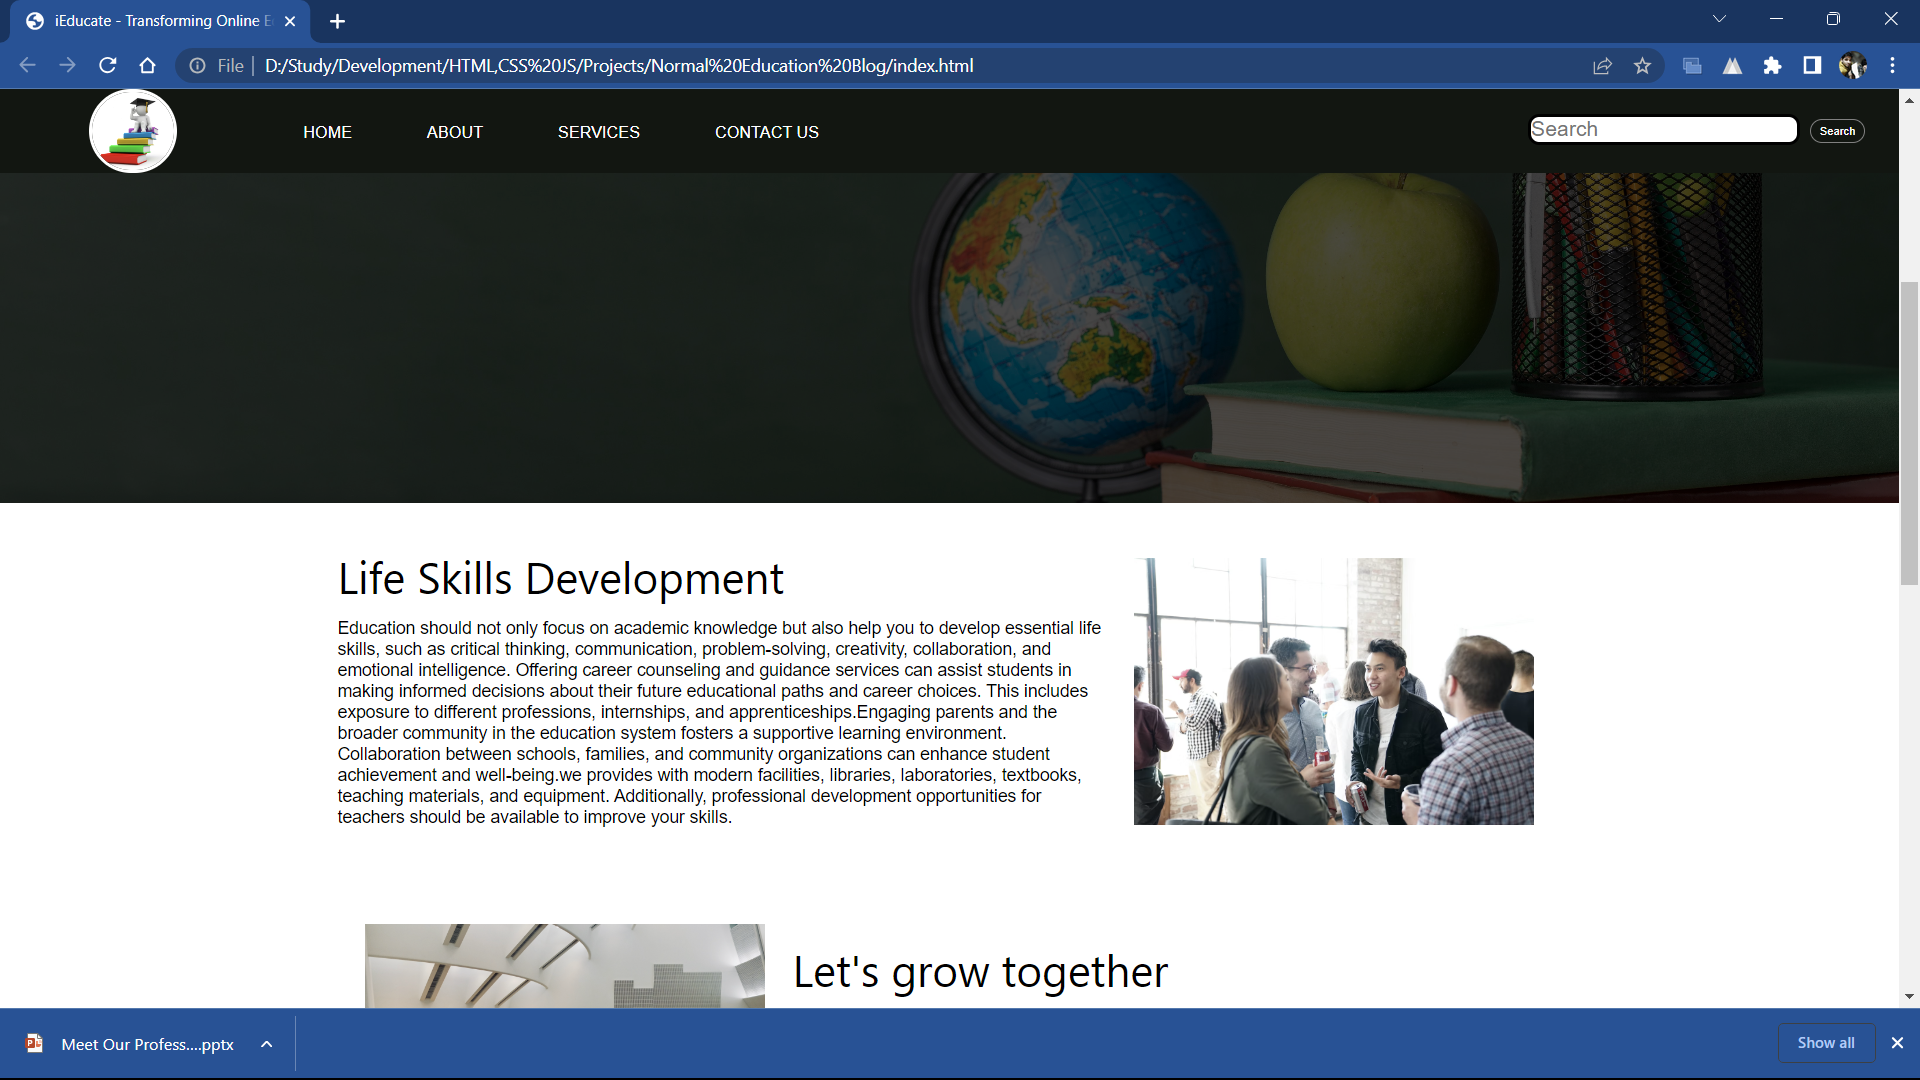 iEducate - Transforming Online E
File
D:/Study/Development/HTML,CSS%20JS/Projects/Normal%20Education%20Blog/index.html
HOME
ABOUT
SERVICES
CONTACT US
Search
Search
Life Skills Development
Education should not only focus on academic knowledge but also help you to develop essential life
skills, such as critical thinking, communication, problem-solving, creativity, collaboration, and
emotional intelligence. Offering career counseling and guidance services can assist students in
making informed decisions about their future educational paths and career choices. This includes
exposure to different professions, internships, and apprenticeships.Engaging parents and the
broader community in the education system fosters a supportive learning environment.
Collaboration between schools, families, and community organizations can enhance student
achievement and well-being.we provides with modern facilities, libraries, laboratories, textbooks,
teaching materials, and equipment. Additionally, professional development opportunities for
teachers should be available to improve your skills.
Let's grow together
Meet Our Profess....pptx
Show all